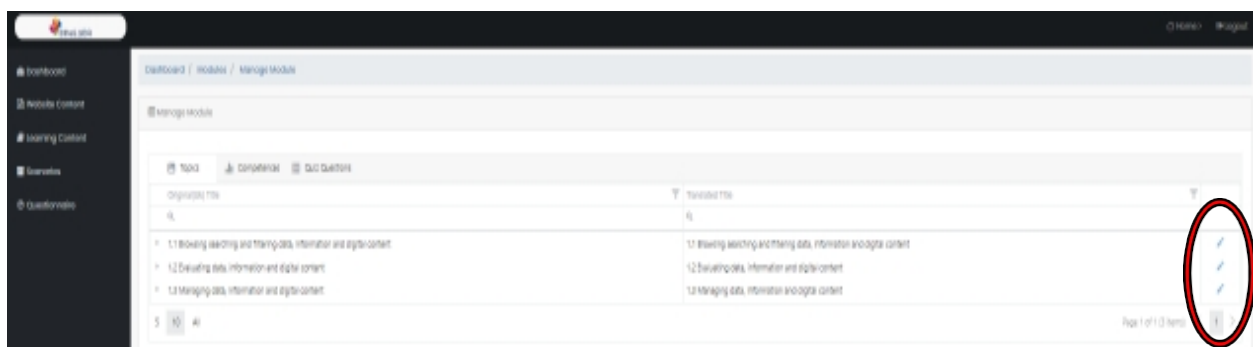 Home Logout
Dashboard
Website Content
Learning Content
Scenarios
Questionnaire
Dashboard / Modules / Manage Module
Manage Module
Topics Competences Quiz Questions
Original(EN) Title Translated Title
1.1 Browsing searching and filtering data, information and digital content 1.1 Browsing searching and filtering data, information and digital content
1.2 Evaluating data, information and digital content 1.2 Evaluating data, information and digital content
1.3 Managing data, information and digital content 1.3 Managing data, information and digital content
5 10 All Page 1 of 1 (3 items) 1